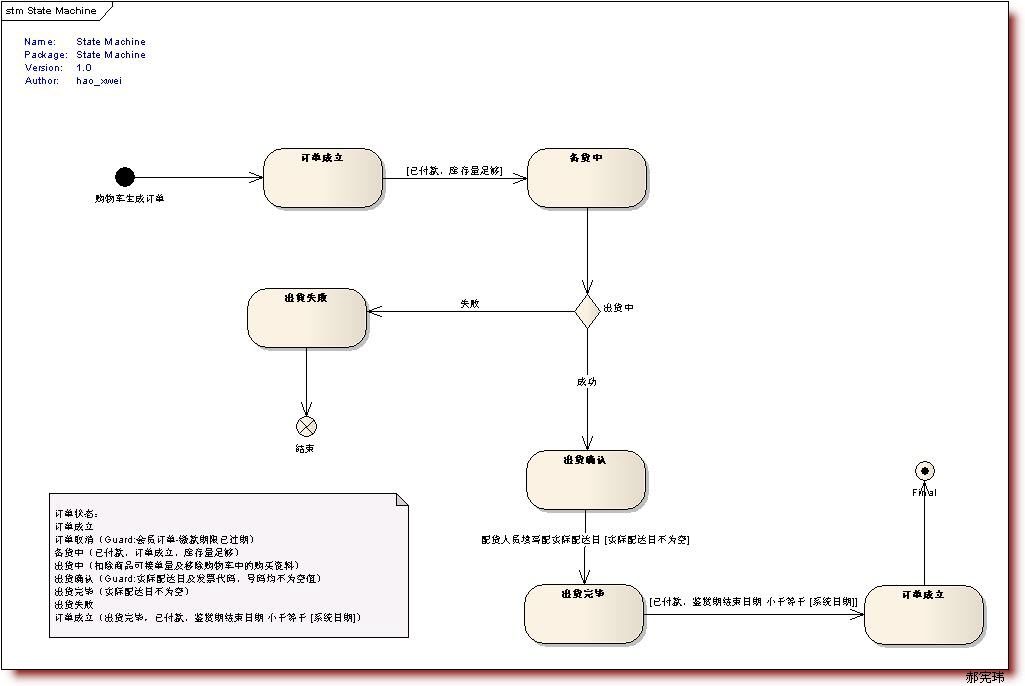 stm State Machine
Name: State Machine
Package: State Machine
Version: 1.0
Author: hao_xwei
订单成立
[已付款，库存量足够]
备货中
购物车生成订单
出货失败
失败
出货中
成功
结束
出货确认
Final
配货人员填写配实际配达日 [实际配达日不为空]
出货完毕
[已付款，鉴赏期结束日期 小于等于 [系统日期]]
订单成立
订单状态：
订单成立
订单取消（Guard:会员订单-缴款期限已过期）
备货中（已付款，订单成立，库存量足够）
出货中（扣除商品可接单量及移除购物车中的购买资料）
出货确认（Guard:实际配达日及发票代码，号码均不为空值）
出货完毕（实际配达日不为空）
出货失败
订单成立（出货完毕，已付款，鉴赏期结束日期 小于等于 [系统日期]）
郝宪玮